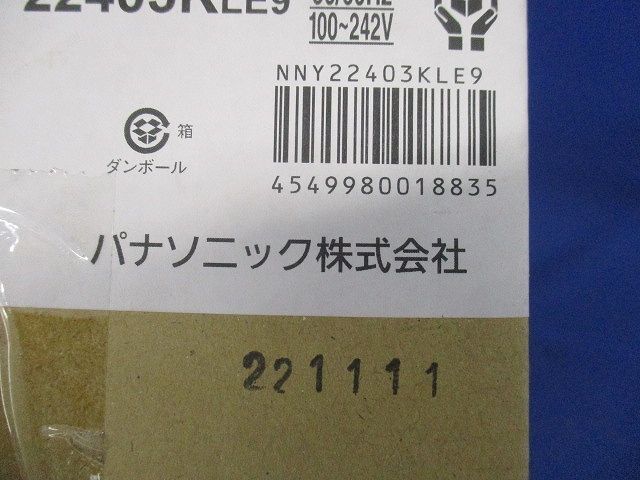 22403KLE9
100~242V
NNY22403KLE9
箱
ダンボール
4549980018835
パナソニック株式会社
221111